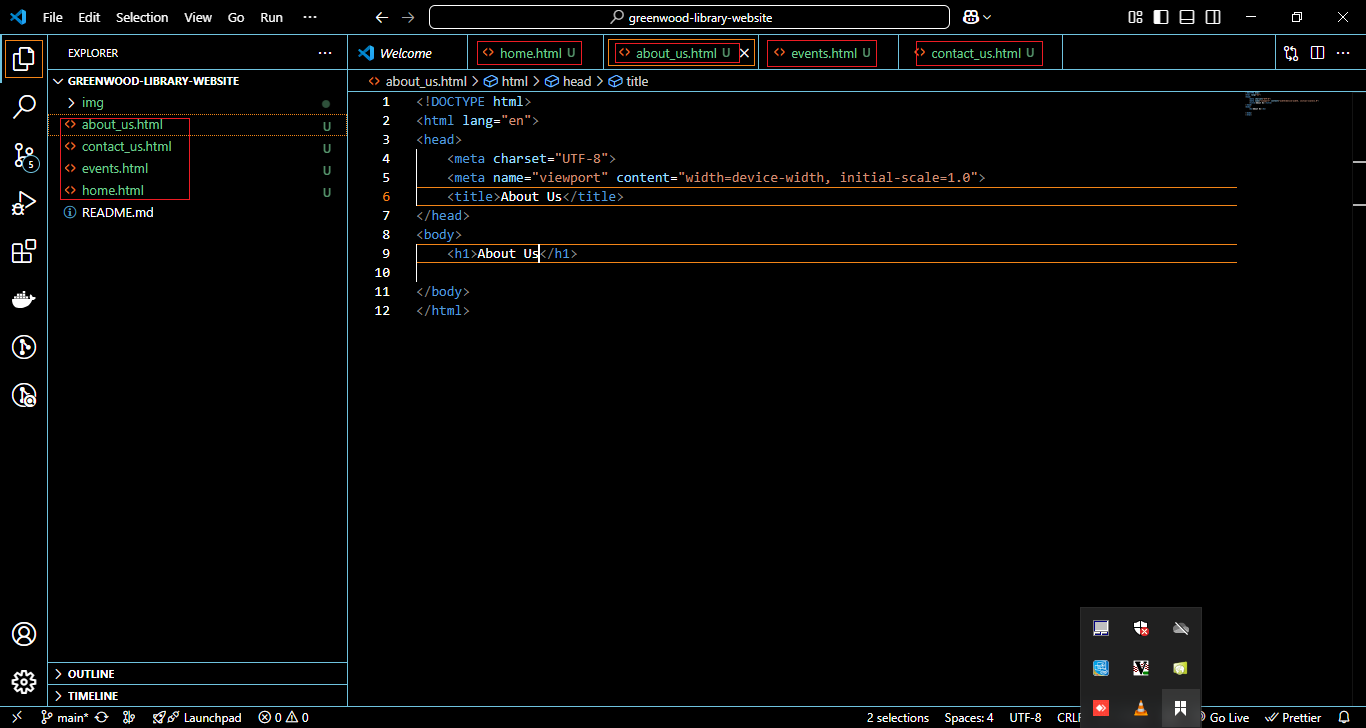 File Edit Selection View Go Run ···
greenwood-library-website
EXPLORER ···
GREENWOOD-LIBRARY-WEBSITE
img
about_us.html U
contact_us.html U
events.html U
home.html U
README.md
OUTLINE
TIMELINE
Welcome home.html U about_us.html U events.html U contact_us.html U
about_us.html > html > head > title
1 <!DOCTYPE html>
2 <html lang="en">
3 <head>
4 <meta charset="UTF-8">
5 <meta name="viewport" content="width=device-width, initial-scale=1.0">
6 <title>About Us</title>
7 </head>
8 <body>
9 <h1>About Us</h1>
10
11 </body>
12 </html>
5
main* Launchpad 0 0 2 selections Spaces: 4 UTF-8 Go Live Prettier